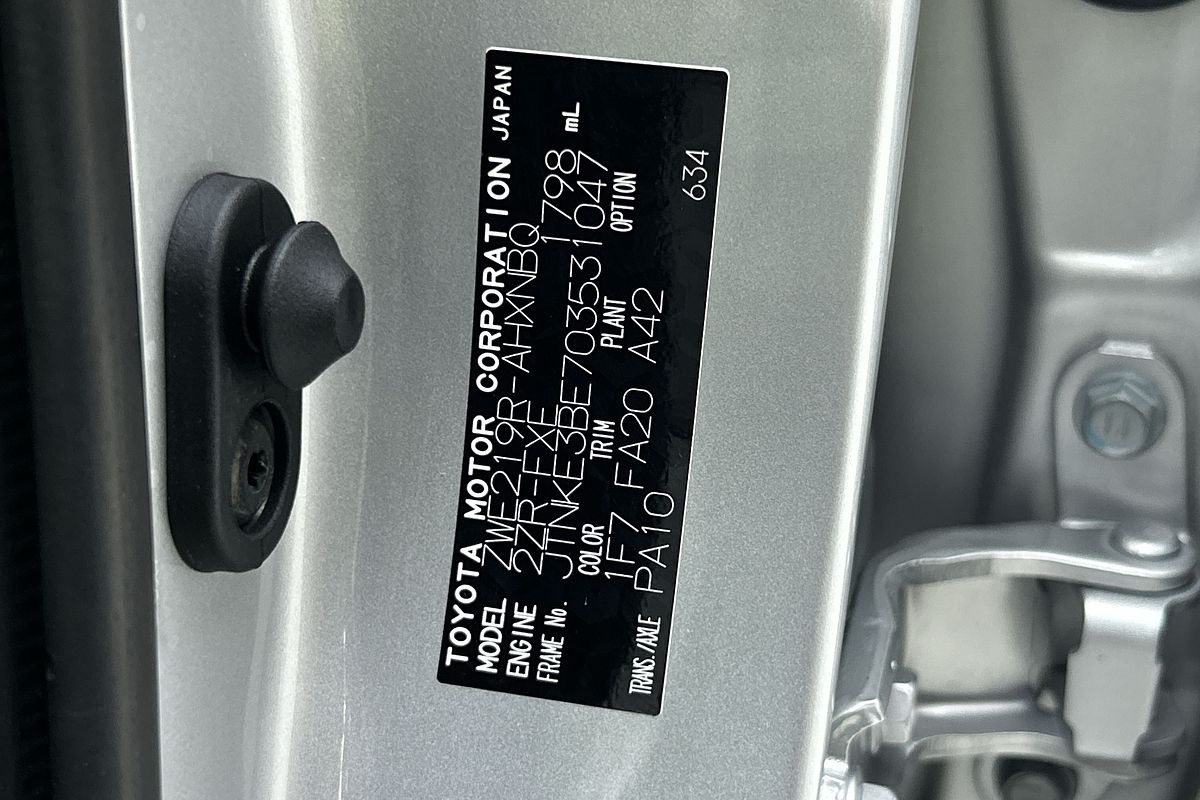 TOYOTA MOTOR CORPORATION JAPAN
MODEL ZWE219R-AHXNBQ
ENGINE 2ZR-FXE 1798 mL
FRAME No. JTNKE3BE703531047
COLOR TRIM PLANT OPTION
1F7 FA20 A42
TRANS./AXLE PA10 634